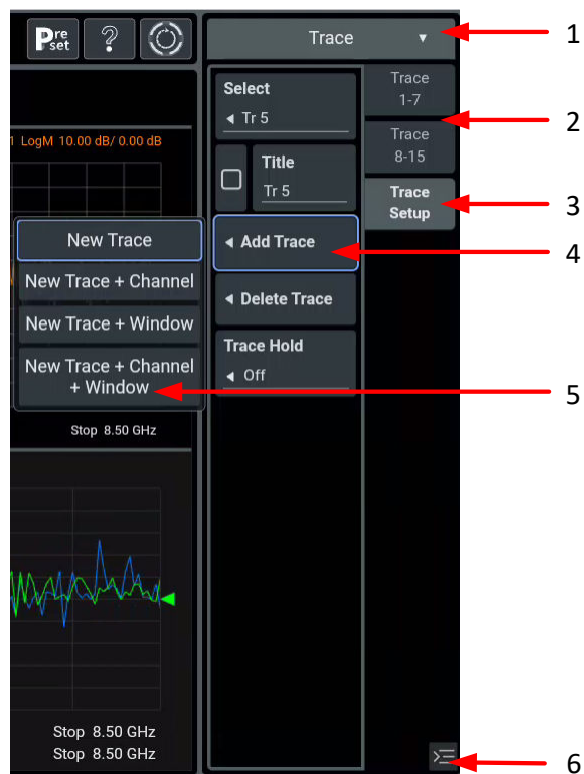 Pre
set
?
Trace
1
Select
Tr 5
Trace
1-7
2
1 LogM 10.00 dB/ 0.00 dB
Trace
8-15
Title
Tr 5
Trace
Setup
3
New Trace
Add Trace
4
New Trace + Channel
Delete Trace
New Trace + Window
Trace Hold
Off
New Trace + Channel
+ Window
5
Stop 8.50 GHz
Stop 8.50 GHz
Stop 8.50 GHz
6